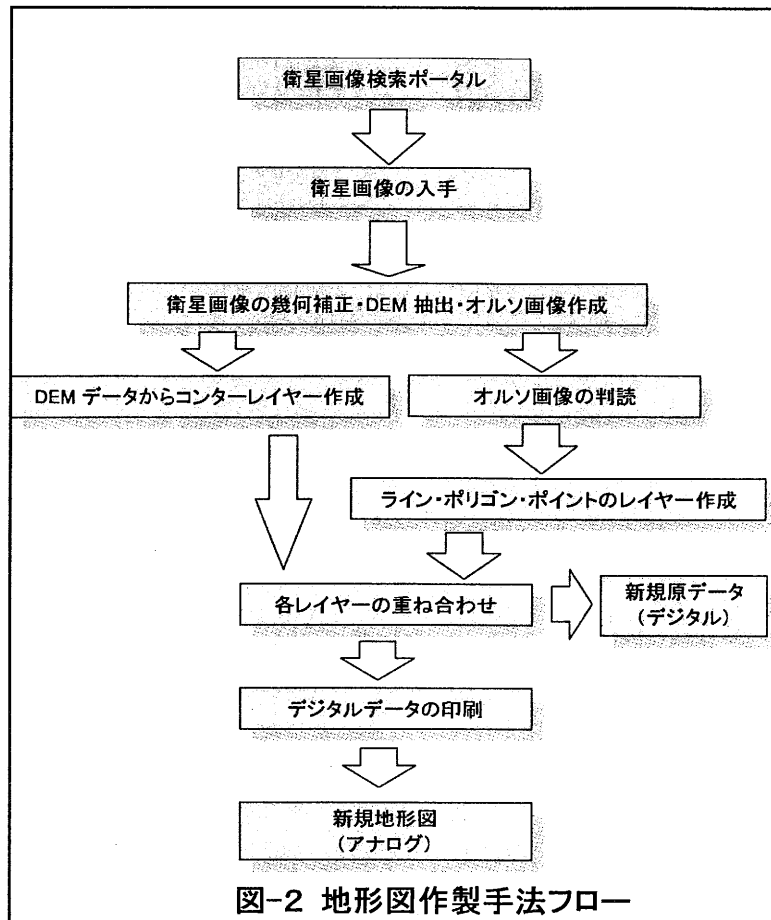 衛星画像検索ポータル
衛星画像の入手
衛星画像の幾何補正・DEM 抽出・オルソ画像作成
DEM データからコンターレイヤー作成
オルソ画像の判読
ライン・ポリゴン・ポイントのレイヤー作成
各レイヤーの重ね合わせ
新規原データ
(デジタル)
デジタルデータの印刷
新規地形図
(アナログ)
図-2 地形図作製手法フロー